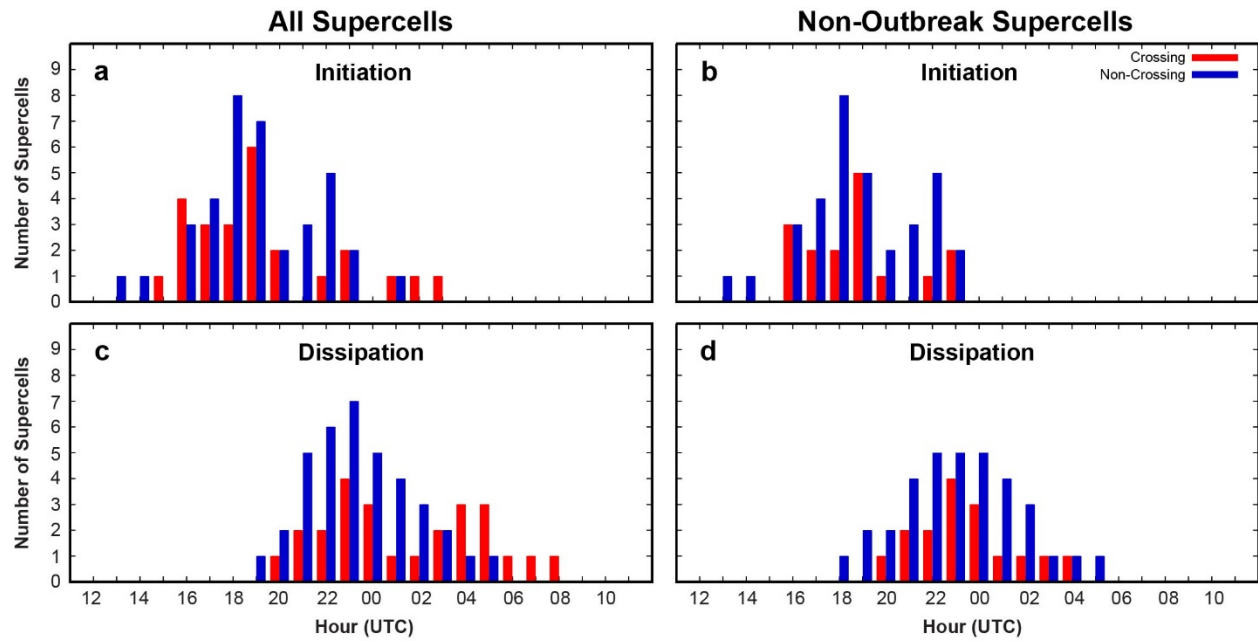 All Supercells
Non-Outbreak Supercells
a
Initiation
9
8
7
6
5
4
3
2
1
0
Number of Supercells
b
Initiation
Crossing
Non-Crossing
c
Dissipation
9
8
7
6
5
4
3
2
1
0
Number of Supercells
12 14 16 18 20 22 00 02 04 06 08 10
Hour (UTC)
d
Dissipation
12 14 16 18 20 22 00 02 04 06 08 10
Hour (UTC)